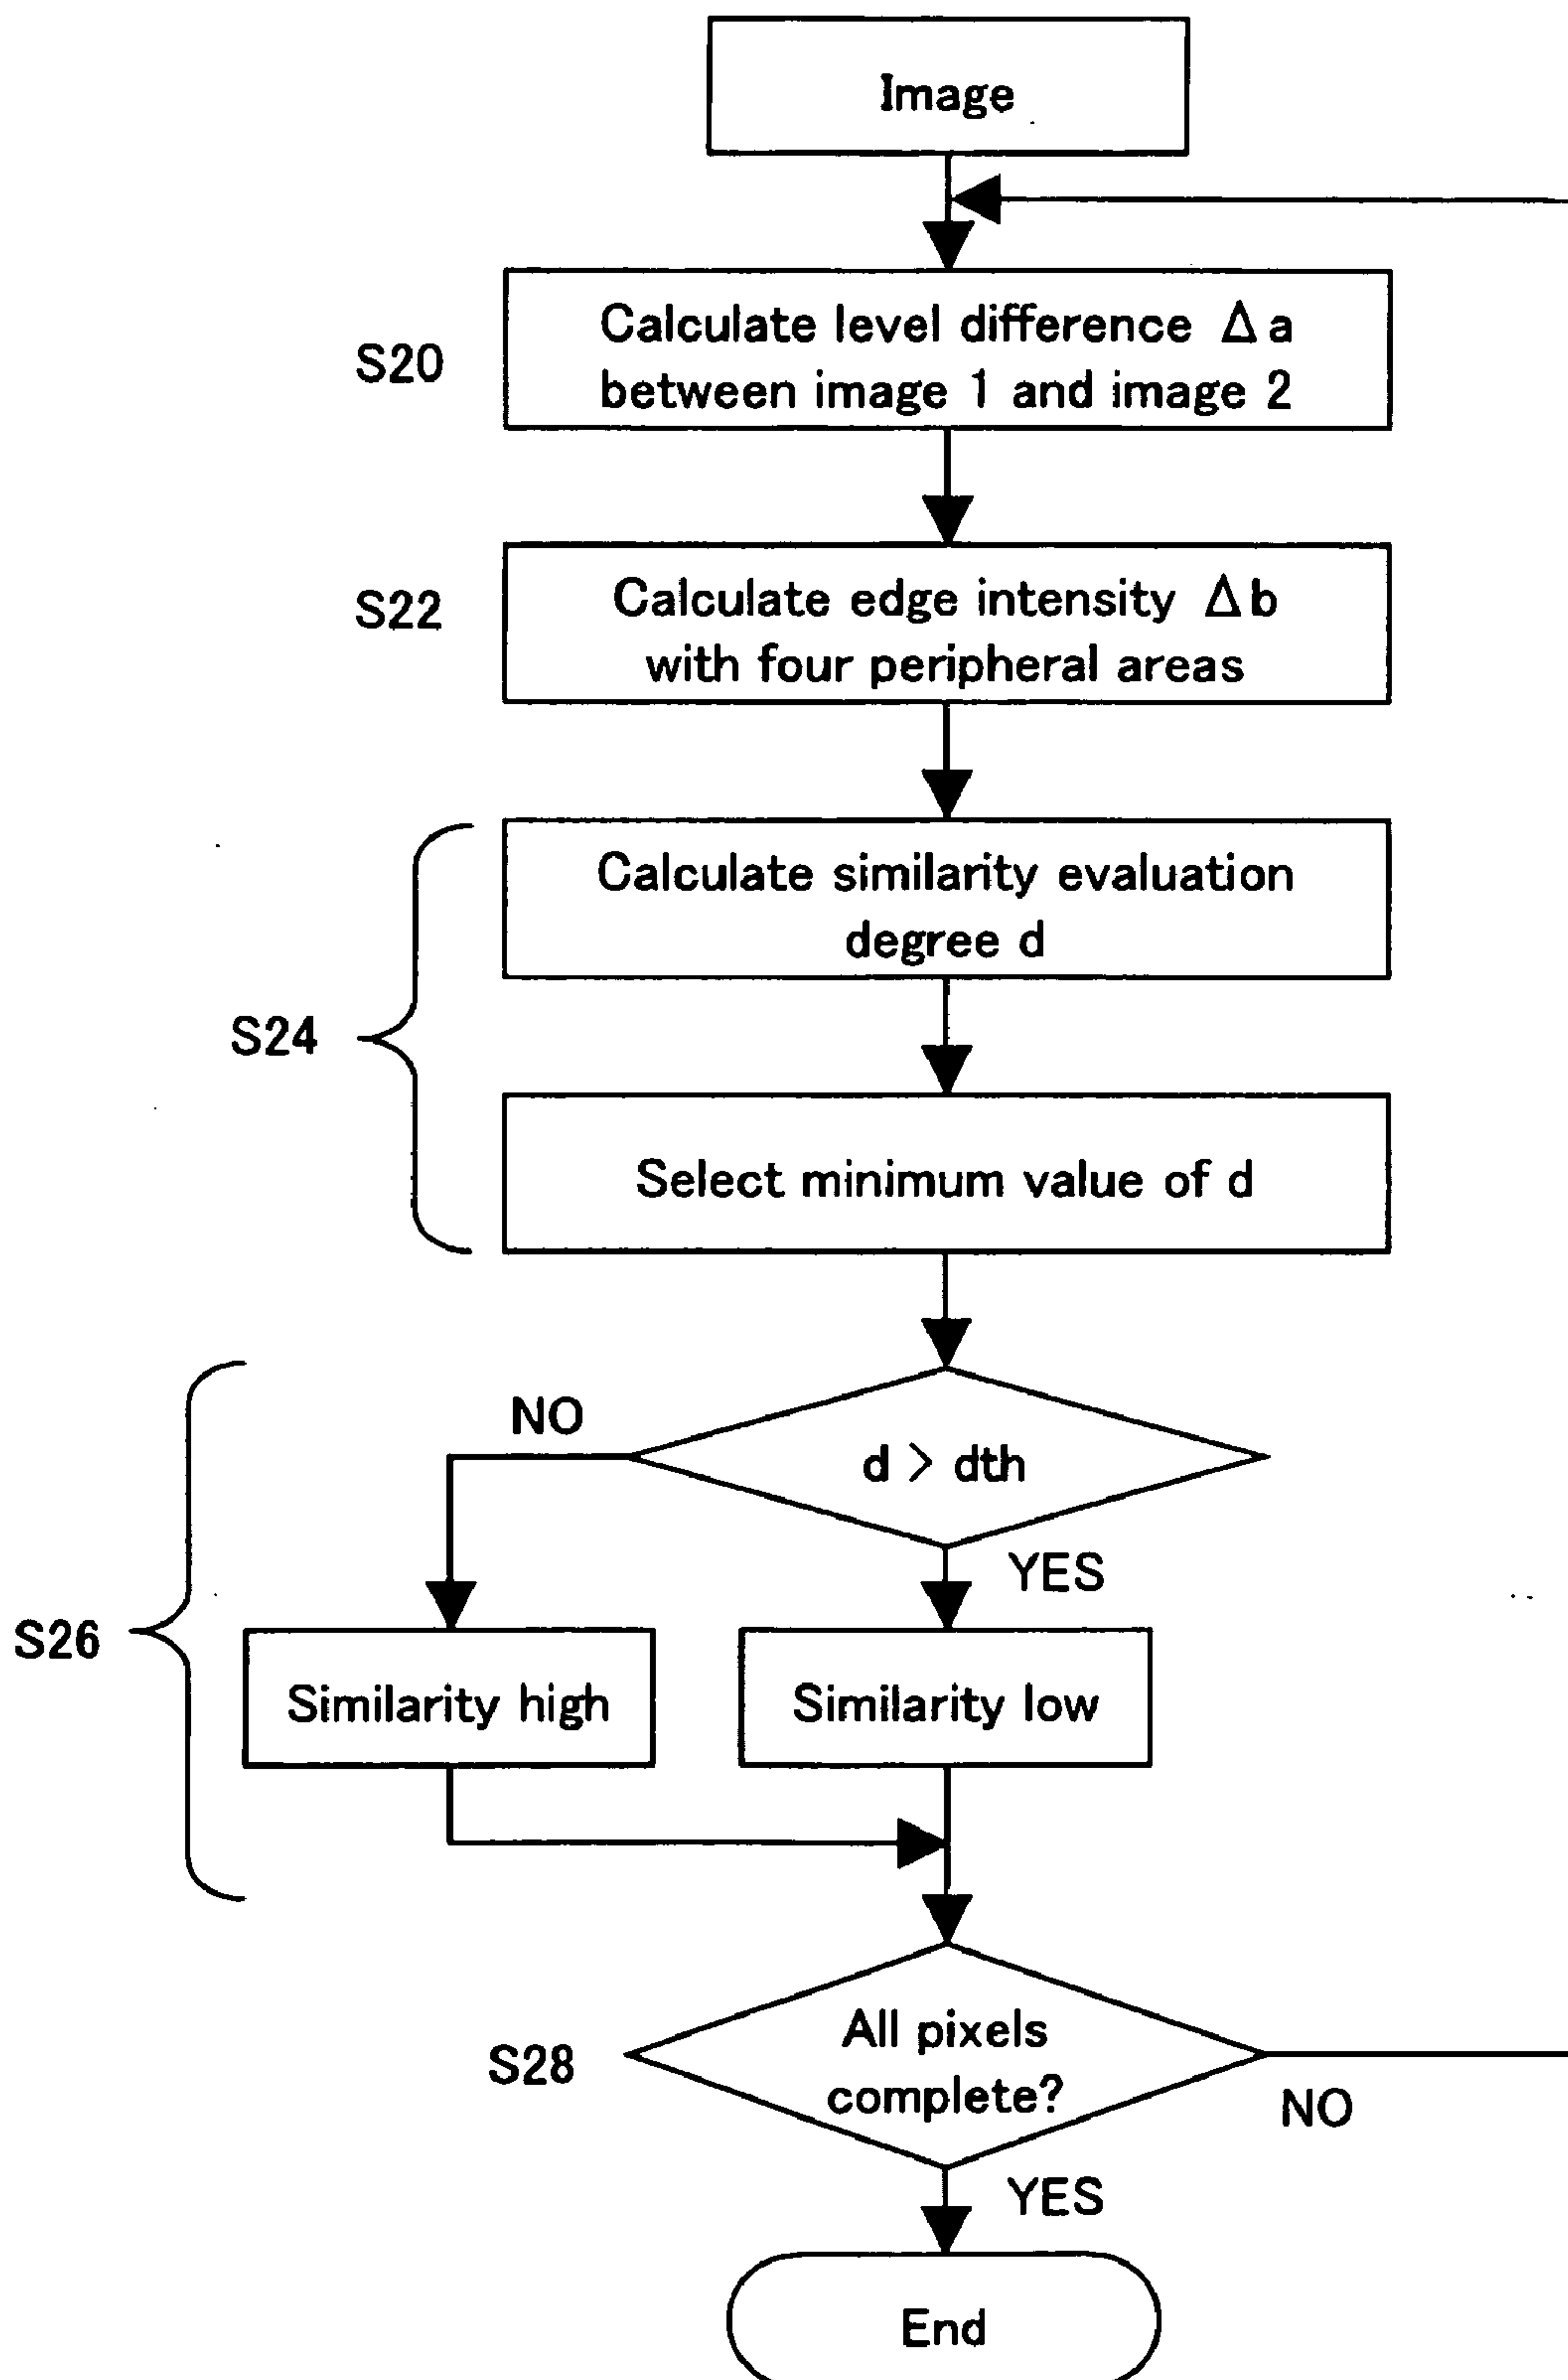 Image
S20
Calculate level difference Δa
between image 1 and image 2
S22
Calculate edge intensity Δb
with four peripheral areas
S24
Calculate similarity evaluation
degree d
Select minimum value of d
S26
NO
d > dth
YES
Similarity high
Similarity low
S28
All pixels
complete?
NO
YES
End